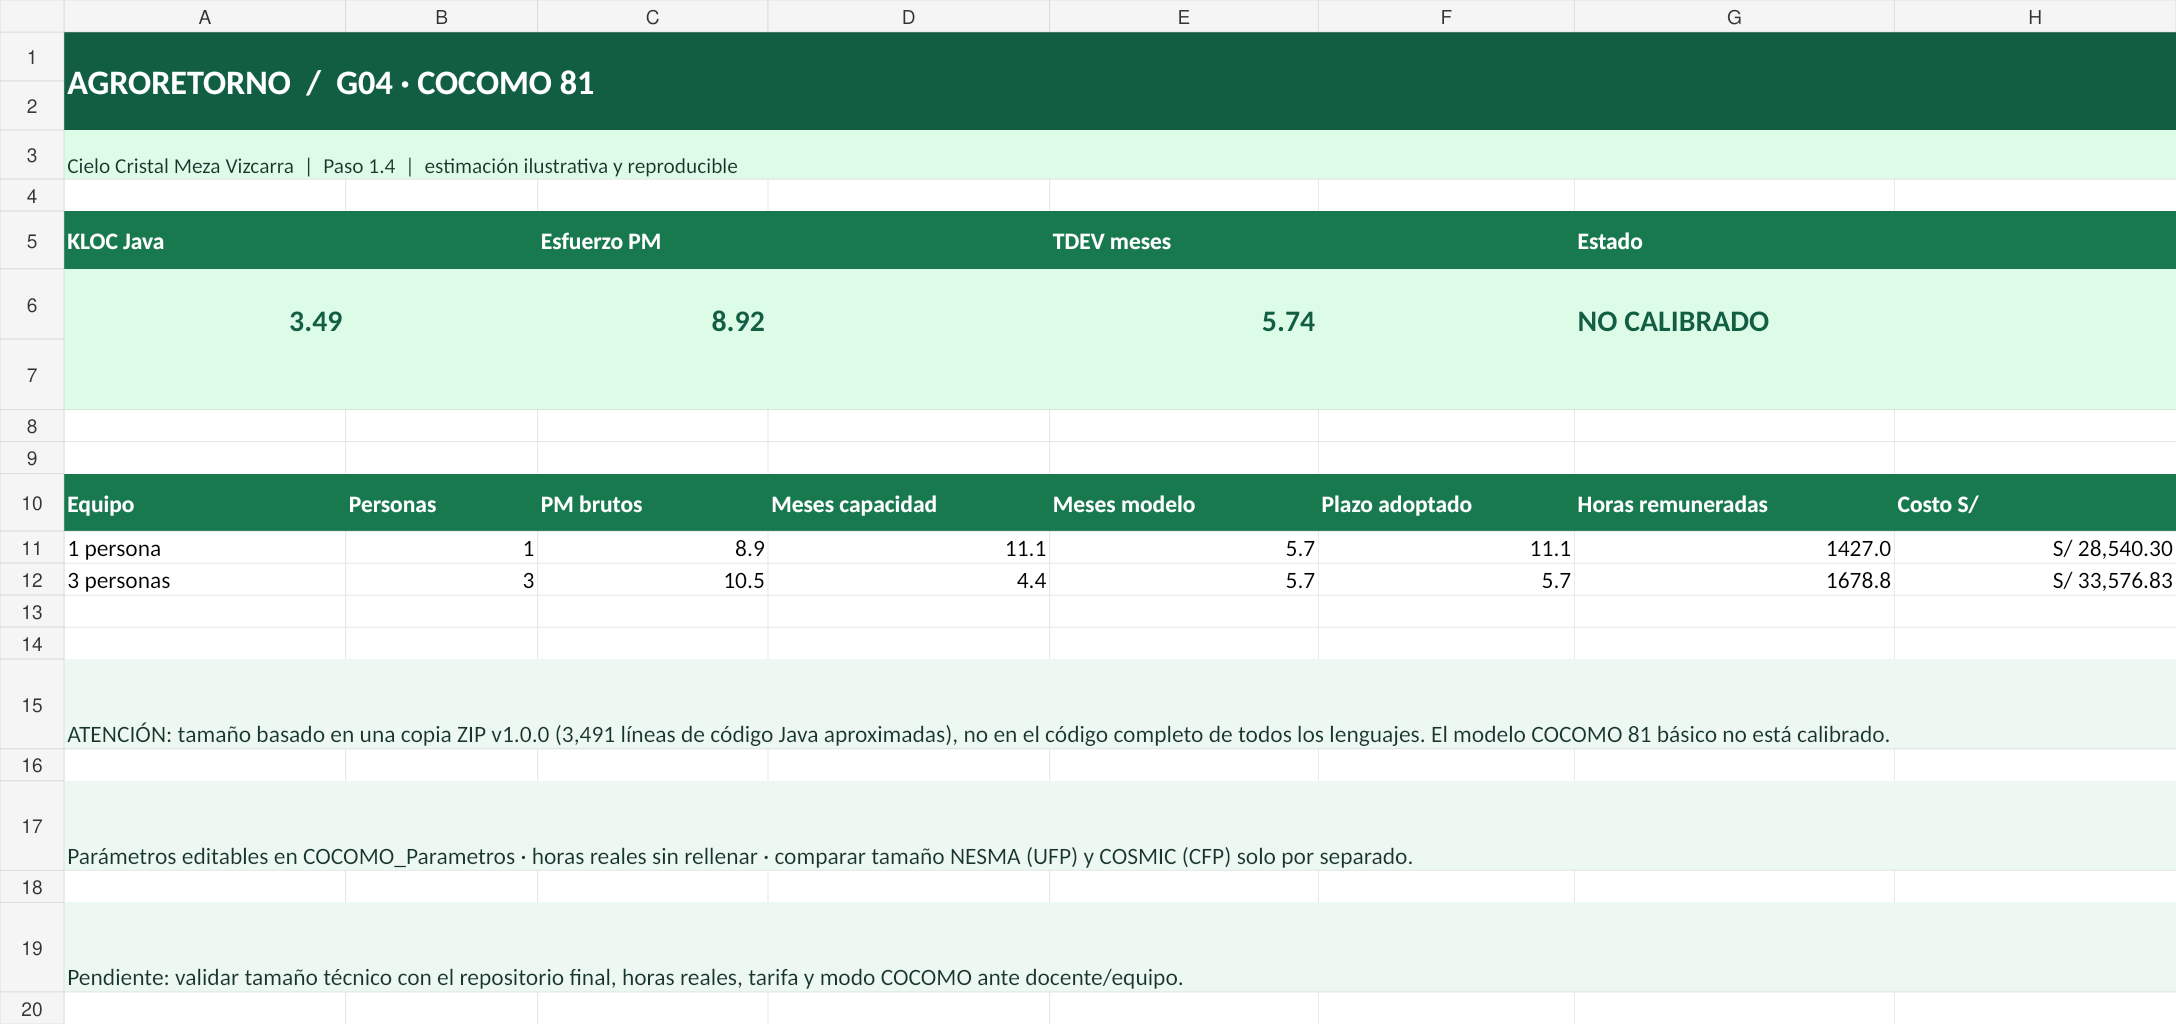 A B C D E F G H
1
AGRORETORNO / G04 · COCOMO 81
2
3 Cielo Cristal Meza Vizcarra | Paso 1.4 | estimación ilustrativa y reproducible
4
5 KLOC Java Esfuerzo PM TDEV meses Estado
6 3.49 8.92 5.74 NO CALIBRADO
7
8
9
10 Equipo Personas PM brutos Meses capacidad Meses modelo Plazo adoptado Horas remuneradas Costo S/
11 1 persona 1 8.9 11.1 5.7 11.1 1427.0 S/ 28,540.30
12 3 personas 3 10.5 4.4 5.7 5.7 1678.8 S/ 33,576.83
13
14
15 ATENCIÓN: tamaño basado en una copia ZIP v1.0.0 (3,491 líneas de código Java aproximadas), no en el código completo de todos los lenguajes. El modelo COCOMO 81 básico no está calibrado.
16
17 Parámetros editables en COCOMO_Parametros · horas reales sin rellenar · comparar tamaño NESMA (UFP) y COSMIC (CFP) solo por separado.
18
19 Pendiente: validar tamaño técnico con el repositorio final, horas reales, tarifa y modo COCOMO ante docente/equipo.
20